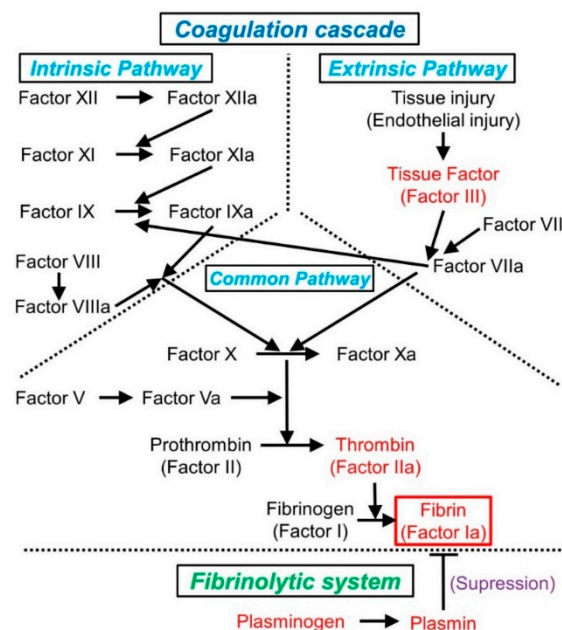 Coagulation cascade
Intrinsic Pathway
Extrinsic Pathway
Factor XII
Factor XIIa
Tissue injury
(Endothelial injury)
Factor XI
Factor XIa
Tissue Factor
(Factor III)
Factor IX
Factor IXa
Factor VII
Factor VIII
Factor VIIa
Common Pathway
Factor VIIIa
Factor X
Factor Xa
Factor V
Factor Va
Prothrombin
(Factor II)
Thrombin
(Factor IIa)
Fibrinogen
(Factor I)
Fibrin
(Factor Ia)
Fibrinolytic system
(Supression)
Plasminogen
Plasmin